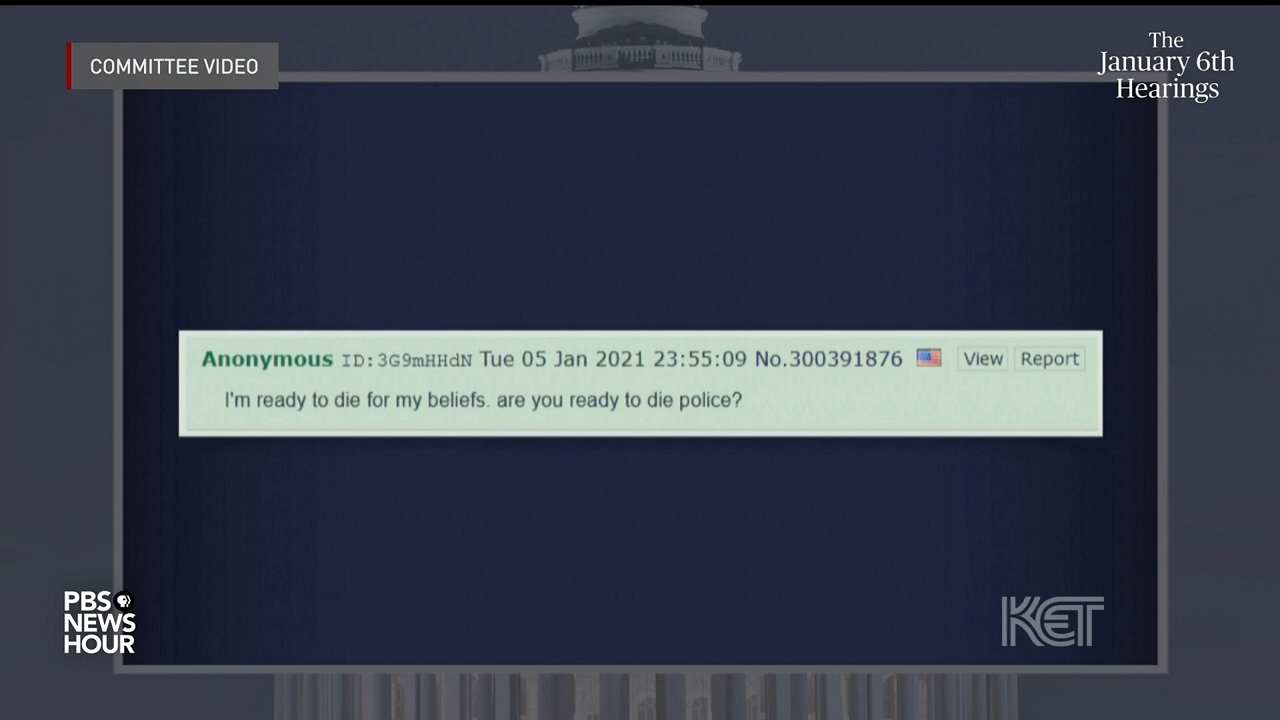 COMMITTEE VIDEO
The
January 6th
Hearings
Anonymous ID:3G9mHHdN Tue 05 Jan 2021 23:55:09 No.300391876 View Report
I'm ready to die for my beliefs. are you ready to die police?
PBS
NEWS
HOUR
KET